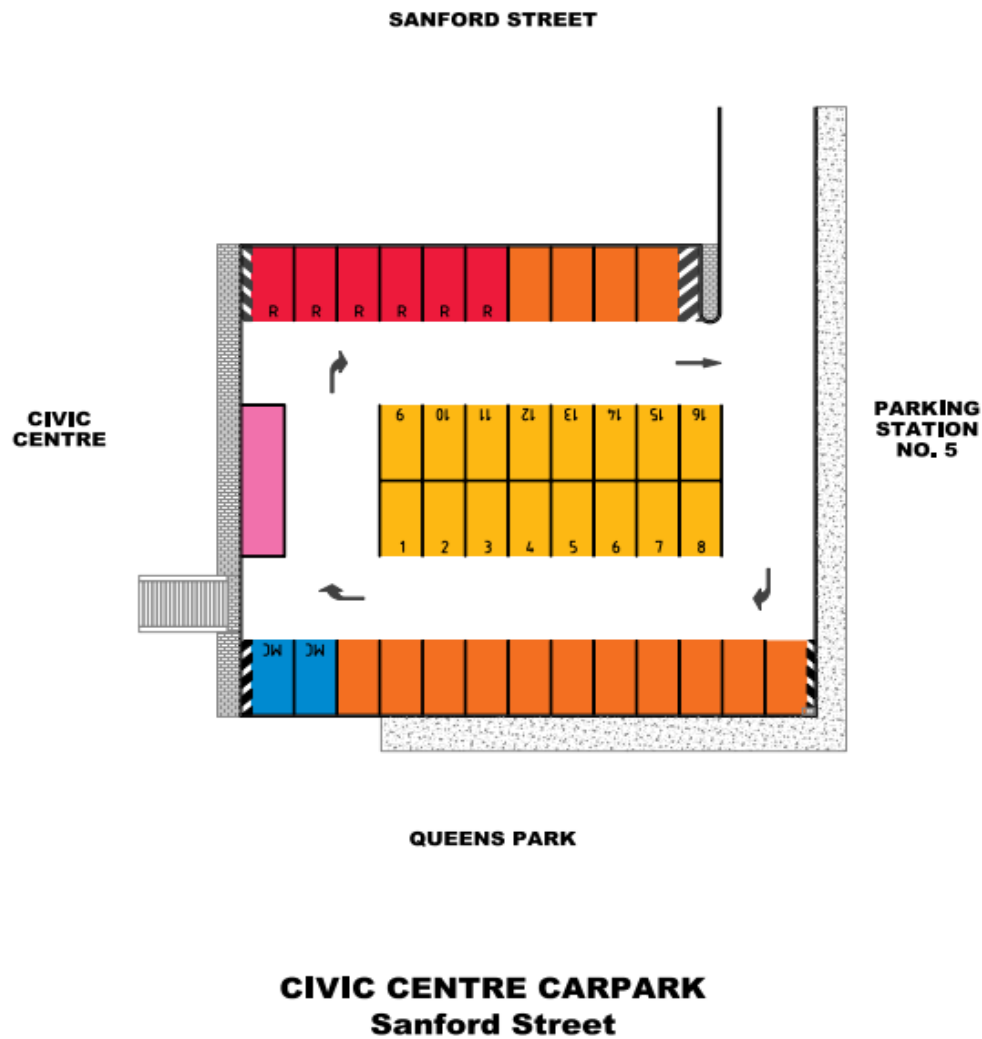 SANFORD STREET
R R R R R R
CIVIC
CENTRE
9 10 11 12 13 14 15 16
PARKING
STATION
NO. 5
1 2 3 4 5 6 7 8
MC MC
QUEENS PARK
CIVIC CENTRE CARPARK
Sanford Street